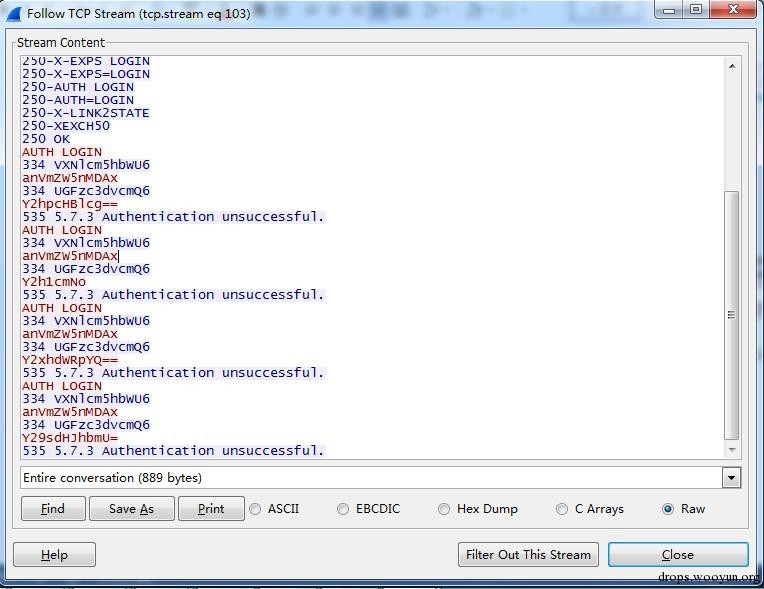 Follow TCP Stream (tcp.stream eq 103)
Stream Content
250-X-EXPS LOGIN
250-X-EXPS=LOGIN
250-AUTH LOGIN
250-AUTH=LOGIN
250-X-LINK2STATE
250-XEXCH50
250 OK
AUTH LOGIN
334 VXNlcm5hbWU6
anVmZW5nMDAx
334 UGFzc3dvcmQ6
Y2hpcHBlcg==
535 5.7.3 Authentication unsuccessful.
AUTH LOGIN
334 VXNlcm5hbWU6
anVmZW5nMDAx
334 UGFzc3dvcmQ6
Y2h1cmNo
535 5.7.3 Authentication unsuccessful.
AUTH LOGIN
334 VXNlcm5hbWU6
anVmZW5nMDAx
334 UGFzc3dvcmQ6
Y2xhdWRpYQ==
535 5.7.3 Authentication unsuccessful.
AUTH LOGIN
334 VXNlcm5hbWU6
anVmZW5nMDAx
334 UGFzc3dvcmQ6
Y29sdHJhbmU=
535 5.7.3 Authentication unsuccessful.
Entire conversation (889 bytes)
Find Save As Print ASCII EBCDIC Hex Dump C Arrays Raw
Help Filter Out This Stream Close
drops.wooyun.org